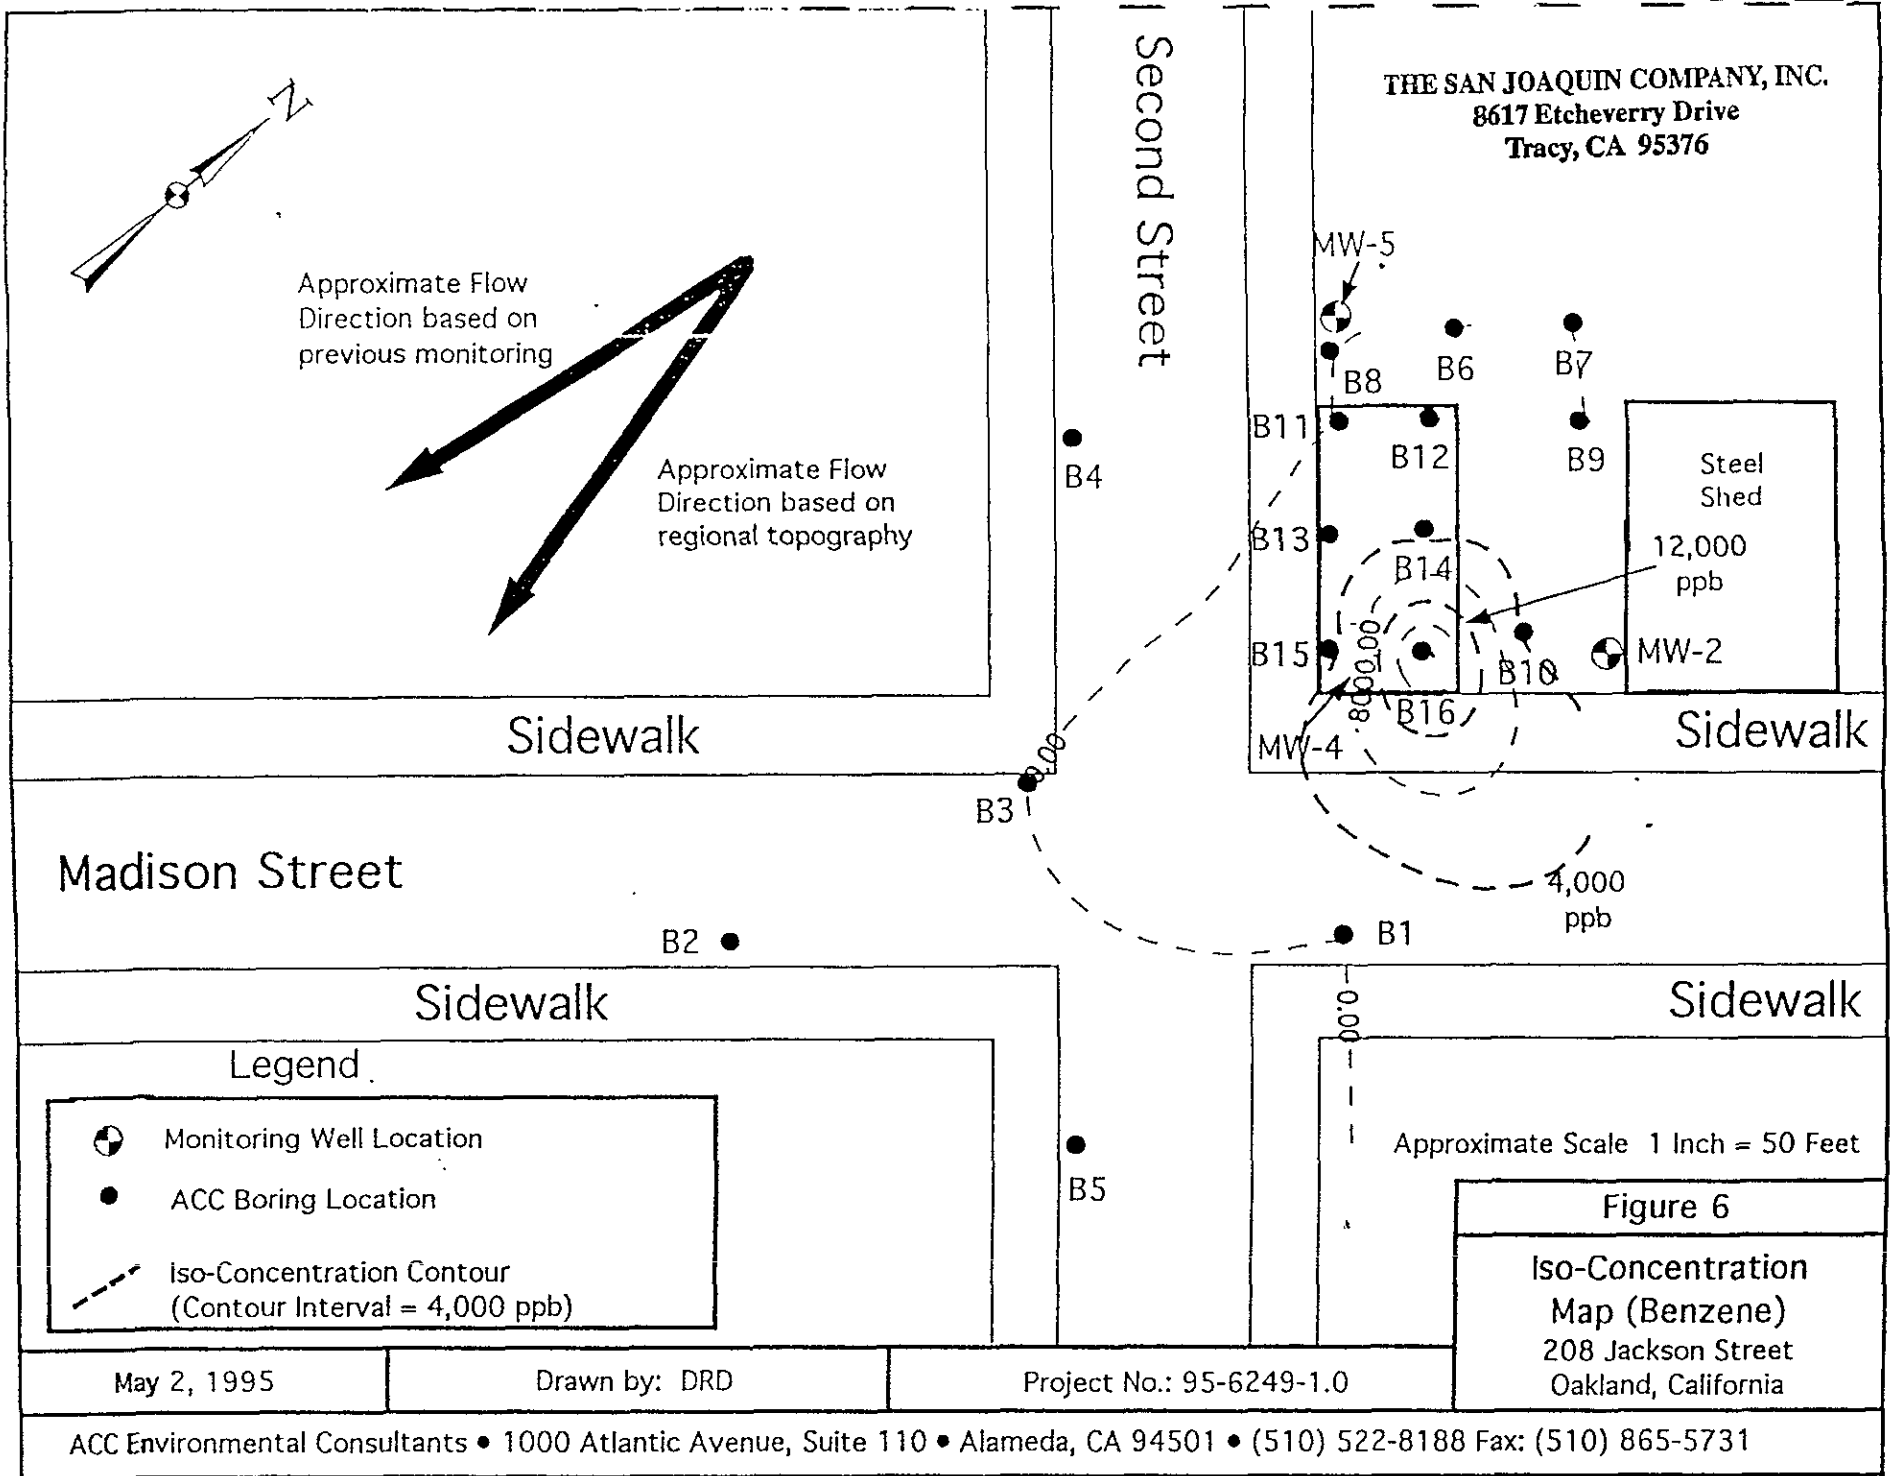 N
Second Street
THE SAN JOAQUIN COMPANY, INC.
8617 Etcheverry Drive
Tracy, CA 95376
Approximate Flow
Direction based on
previous monitoring
Approximate Flow
Direction based on
regional topography
MW-5
B8
B6
B7
B11
B12
B9
B4
Steel
Shed
B13
B14
12,000
ppb
B15
8000.00
B10
MW-2
B16
MW-4
Sidewalk
Sidewalk
0.00
B3
Madison Street
4,000
ppb
B2
B1
Sidewalk
0.00
Sidewalk
Legend
Monitoring Well Location
ACC Boring Location
Iso-Concentration Contour
(Contour Interval = 4,000 ppb)
B5
Approximate Scale 1 Inch = 50 Feet
Figure 6
Iso-Concentration
Map (Benzene)
208 Jackson Street
Oakland, California
May 2, 1995
Drawn by: DRD
Project No.: 95-6249-1.0
ACC Environmental Consultants • 1000 Atlantic Avenue, Suite 110 • Alameda, CA 94501 • (510) 522-8188 Fax: (510) 865-5731